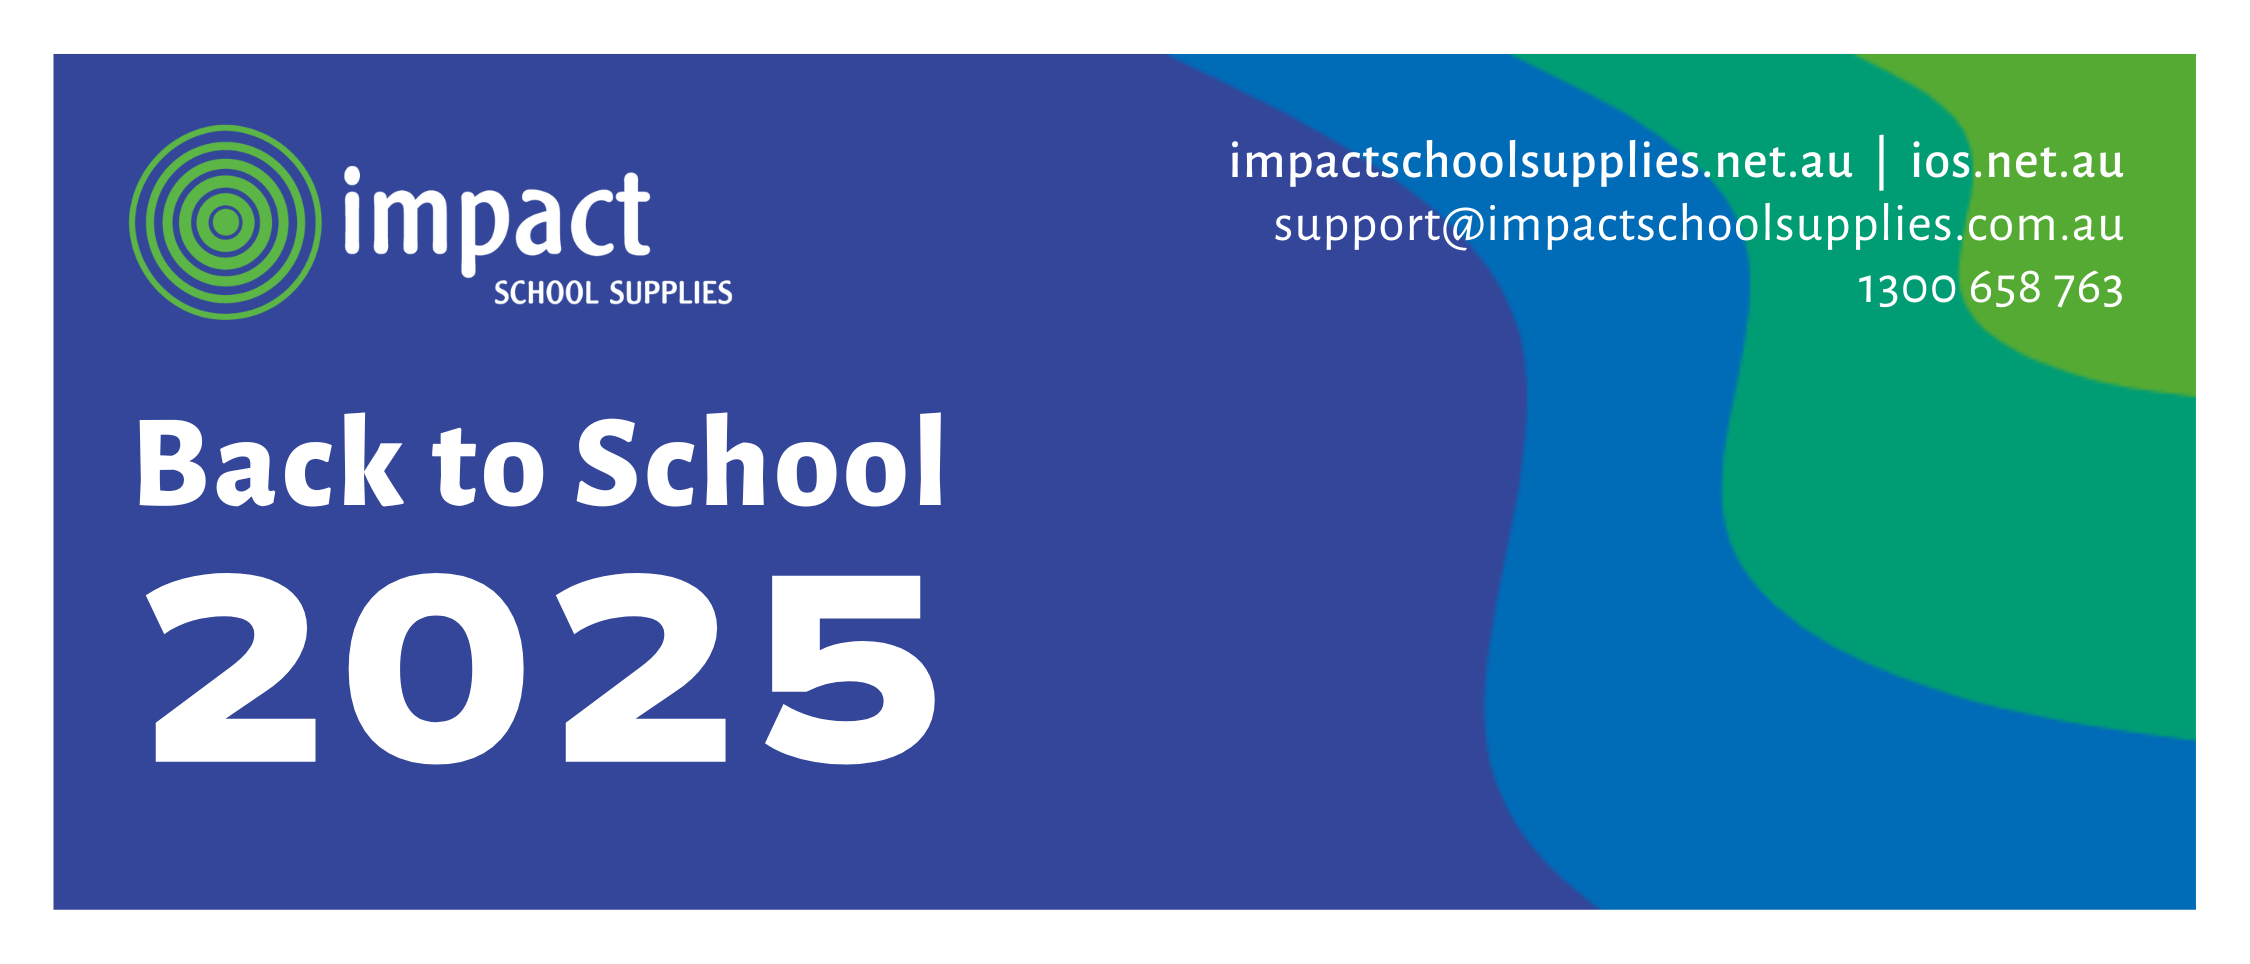 impact
SCHOOL SUPPLIES
impactschoolsupplies.net.au | ios.net.au
support@impactschoolsupplies.com.au
1300 658 763
Back to School
2025